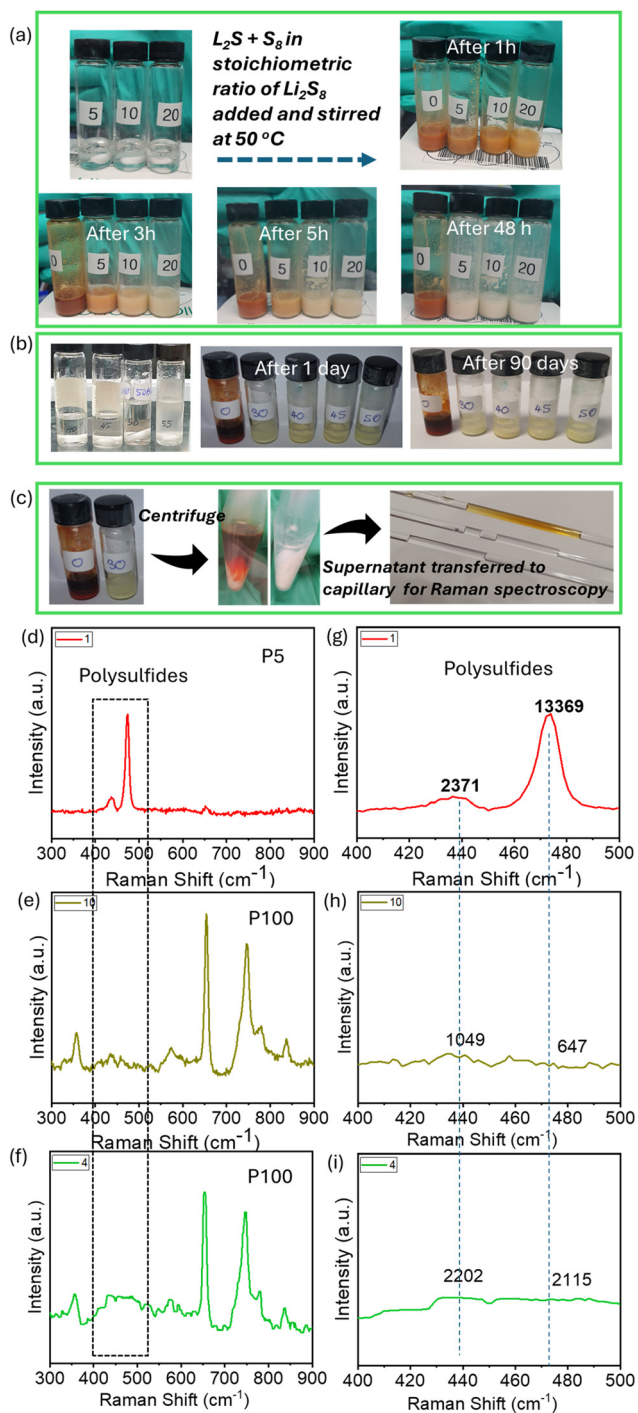 (a)
5 10 20
L₂S + S₈ in
stoichiometric
ratio of Li₂S₈
added and stirred
at 50 °C
After 1h
0 5 10 20
After 3h
0 5 10 20
After 5h
0 5 10 20
After 48 h
0 5 10 20
(b)
45 50 55
After 1 day
0 30 40 45 50
After 90 days
0 30 40 45 50
(c)
0 30
Centrifuge
Supernatant transferred to
capillary for Raman spectroscopy
(d)
1
P5
Polysulfides
Intensity (a.u.)
300 400 500 600 700 800 900
Raman Shift (cm⁻¹)
(g)
1
Polysulfides
13369
2371
Intensity (a.u.)
400 420 440 460 480 500
Raman Shift (cm⁻¹)
(e)
10
P100
Intensity (a.u.)
300 400 500 600 700 800 900
Raman Shift (cm⁻¹)
(h)
10
1049
647
Intensity (a.u.)
400 420 440 460 480 500
Raman Shift (cm⁻¹)
(f)
4
P100
Intensity (a.u.)
300 400 500 600 700 800 900
Raman Shift (cm⁻¹)
(i)
4
2202
2115
Intensity (a.u.)
400 420 440 460 480 500
Raman Shift (cm⁻¹)